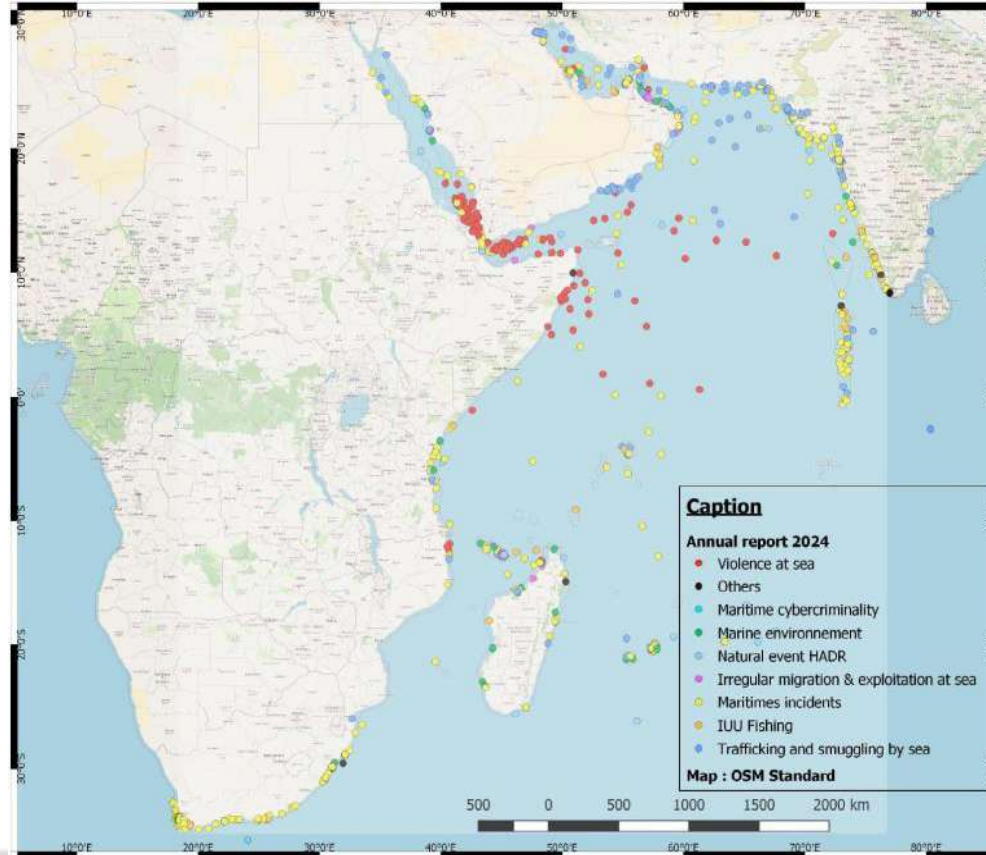 10°0'E 20°0'E 30°0'E 40°0'E 50°0'E 60°0'E 70°0'E 80°0'E
30°0'N
20°0'N
10°0'N
0°0'
10°0'S
20°0'S
30°0'S
Caption
Annual report 2024
Violence at sea
Others
Maritime cybercriminality
Marine environnement
Natural event HADR
Irregular migration & exploitation at sea
Maritimes incidents
IUU Fishing
Trafficking and smuggling by sea
Map : OSM Standard
500 0 500 1000 1500 2000 km
10°0'E 20°0'E 30°0'E 40°0'E 50°0'E 60°0'E 70°0'E 80°0'E